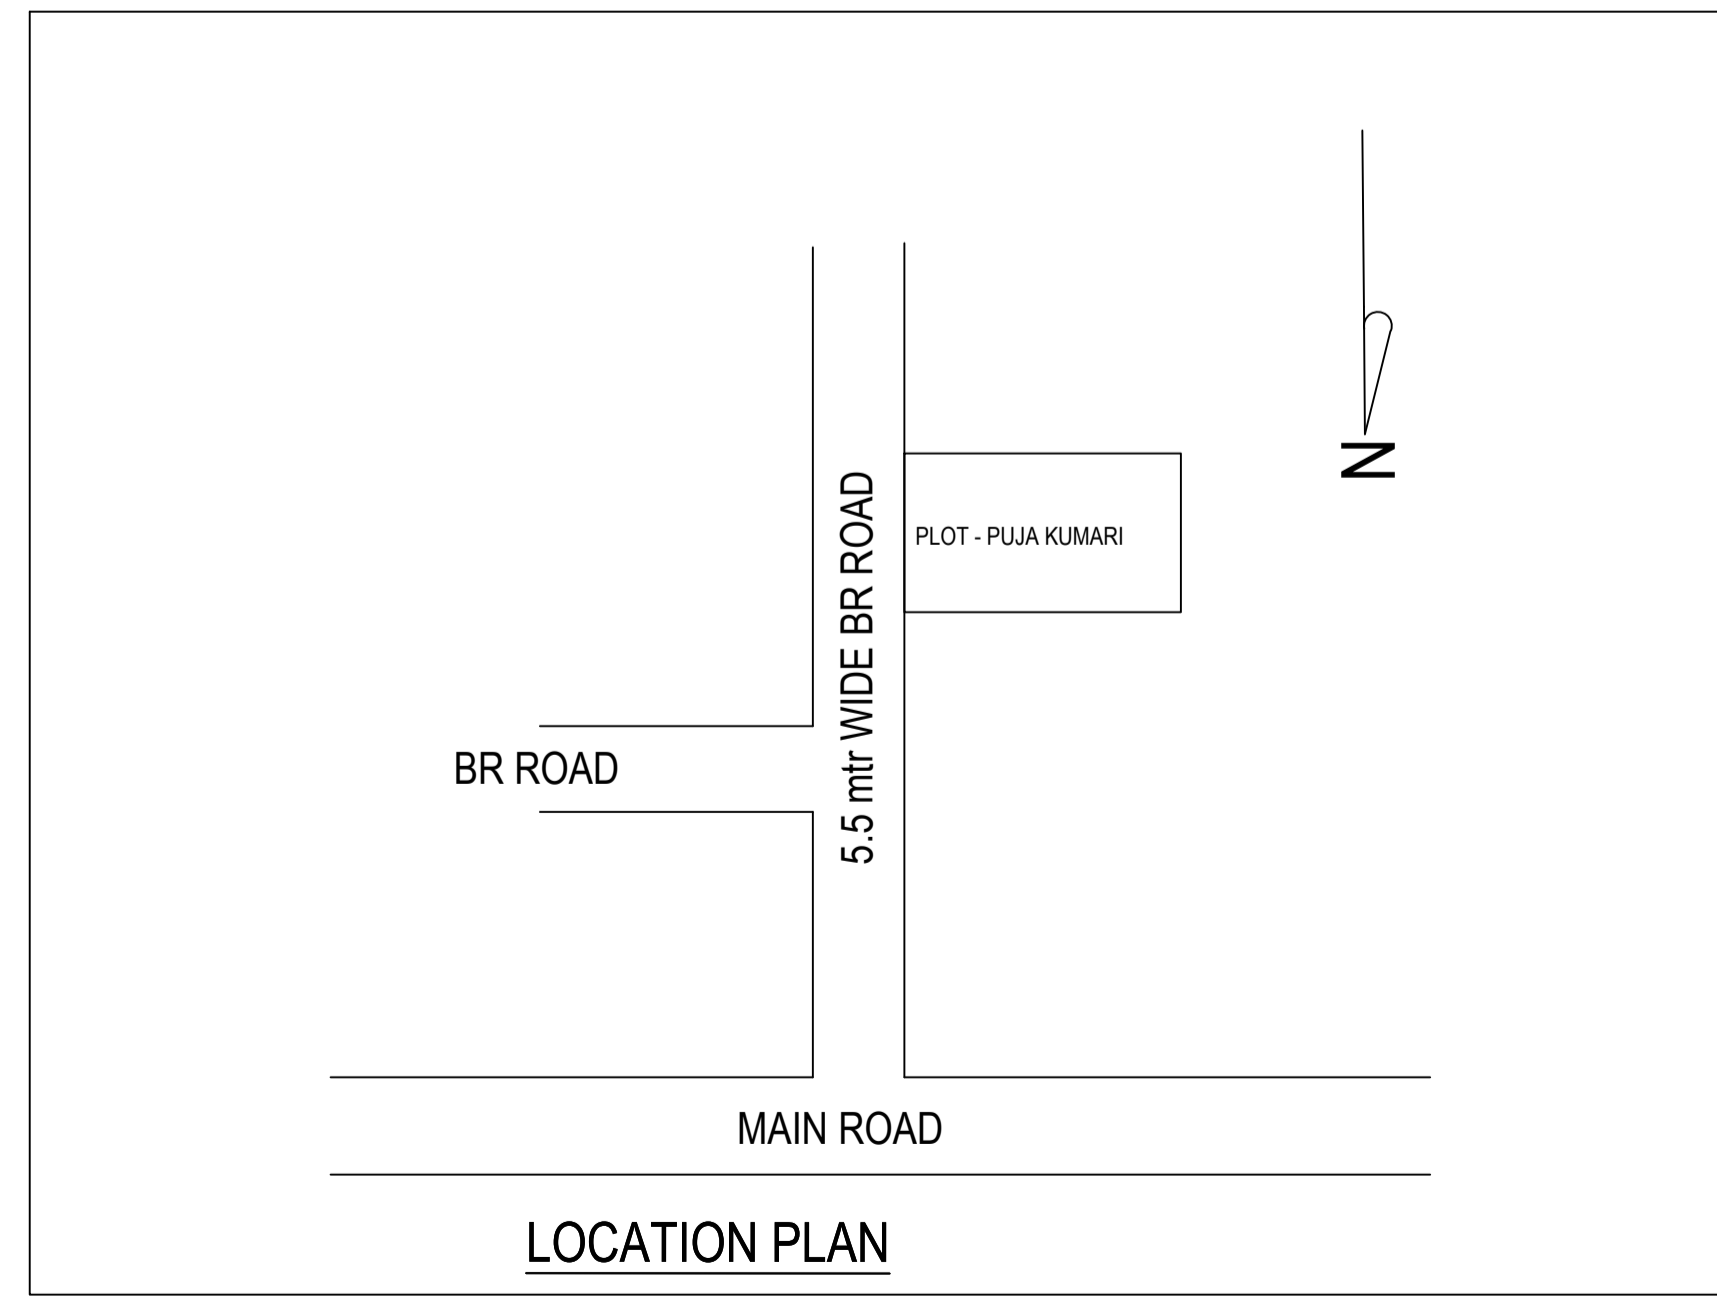 N
5.5 mtr WIDE BR ROAD
PLOT - PUJA KUMARI
BR ROAD
MAIN ROAD
LOCATION PLAN